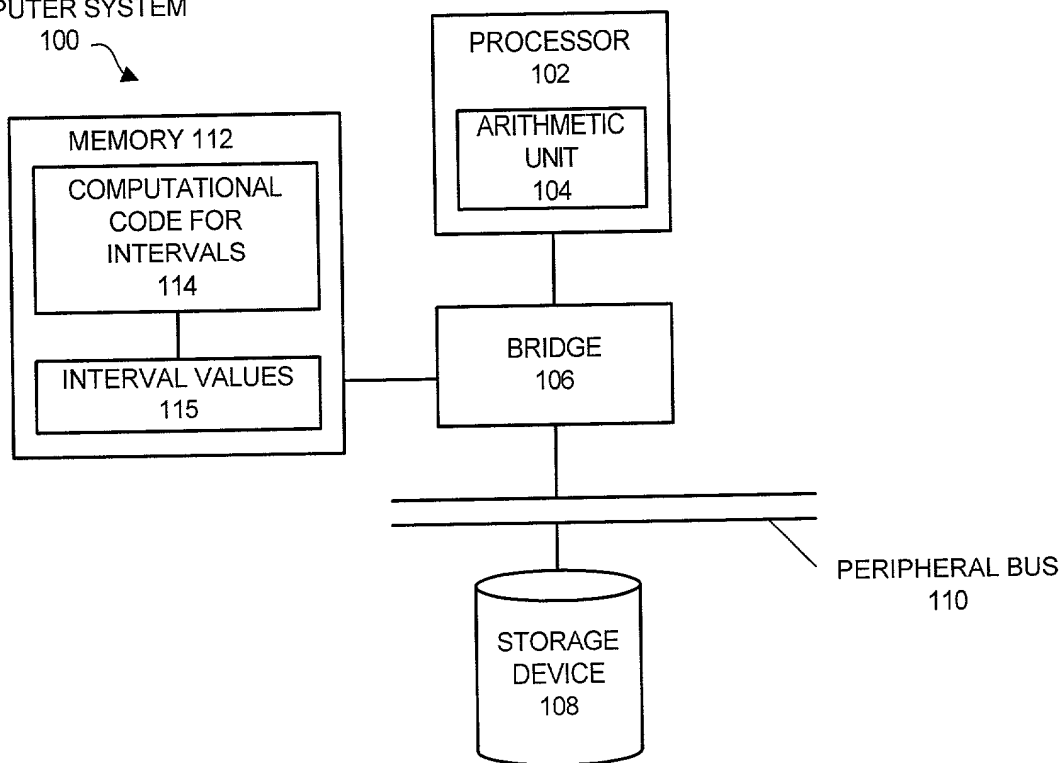 PUTER SYSTEM
100
PROCESSOR
102
ARITHMETIC
UNIT
104
MEMORY 112
COMPUTATIONAL
CODE FOR
INTERVALS
114
INTERVAL VALUES
115
BRIDGE
106
PERIPHERAL BUS
110
STORAGE
DEVICE
108